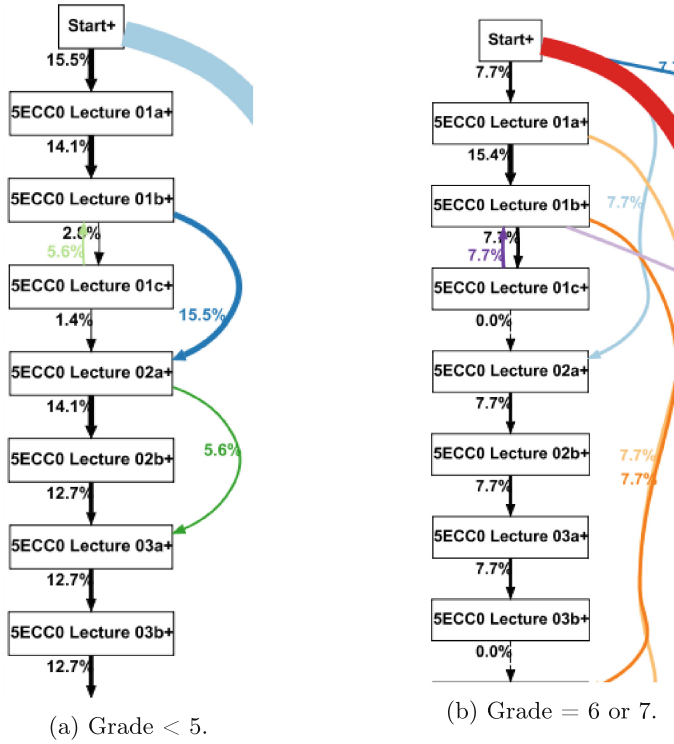 Start+
15.5%
5ECC0 Lecture 01a+
14.1%
5ECC0 Lecture 01b+
5.6%
5ECC0 Lecture 01c+
1.4%
15.5%
5ECC0 Lecture 02a+
14.1%
5.6%
5ECC0 Lecture 02b+
12.7%
5ECC0 Lecture 03a+
12.7%
5ECC0 Lecture 03b+
12.7%
(a) Grade < 5.
Start+
7.7%
5ECC0 Lecture 01a+
15.4%
7.7%
5ECC0 Lecture 01b+
7.7%
7.7%
5ECC0 Lecture 01c+
0.0%
5ECC0 Lecture 02a+
7.7%
5ECC0 Lecture 02b+
7.7%
7.7%
7.7%
5ECC0 Lecture 03a+
7.7%
5ECC0 Lecture 03b+
0.0%
(b) Grade = 6 or 7.